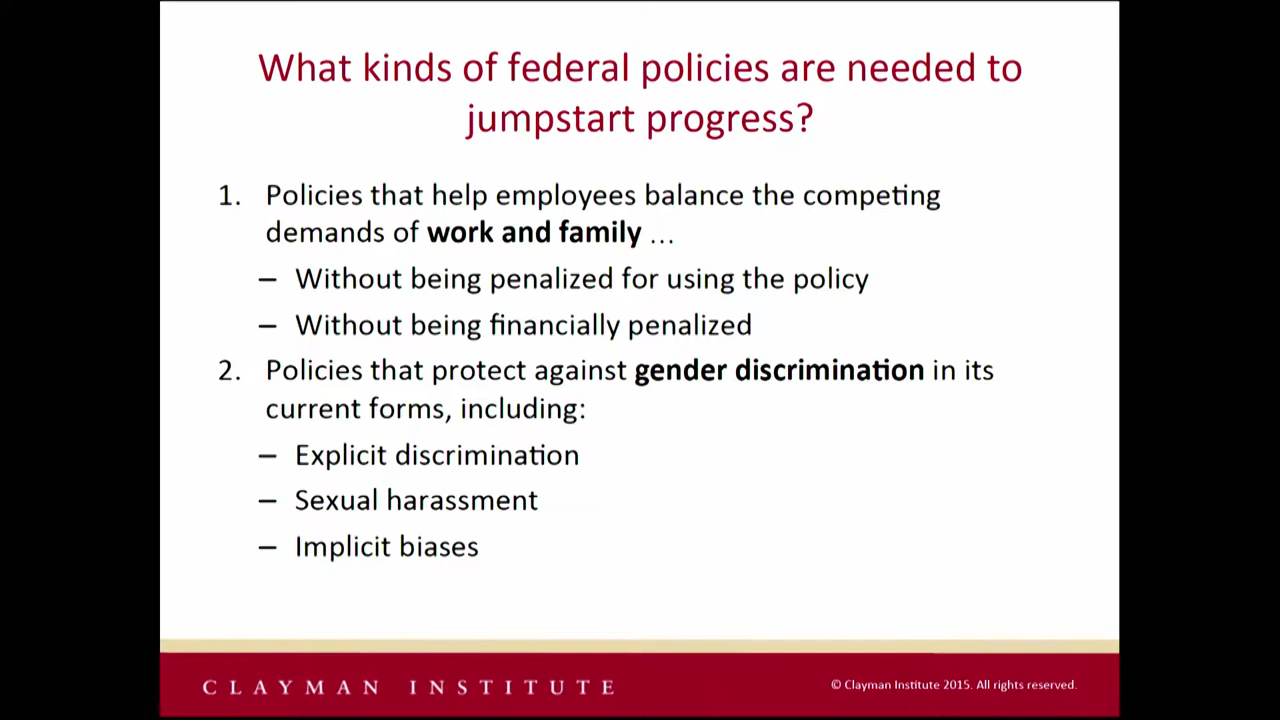 What kinds of federal policies are needed to
jumpstart progress?
1. Policies that help employees balance the competing
demands of work and family …
– Without being penalized for using the policy
– Without being financially penalized
2. Policies that protect against gender discrimination in its
current forms, including:
– Explicit discrimination
– Sexual harassment
– Implicit biases
CLAYMAN INSTITUTE
© Clayman Institute 2015. All rights reserved.